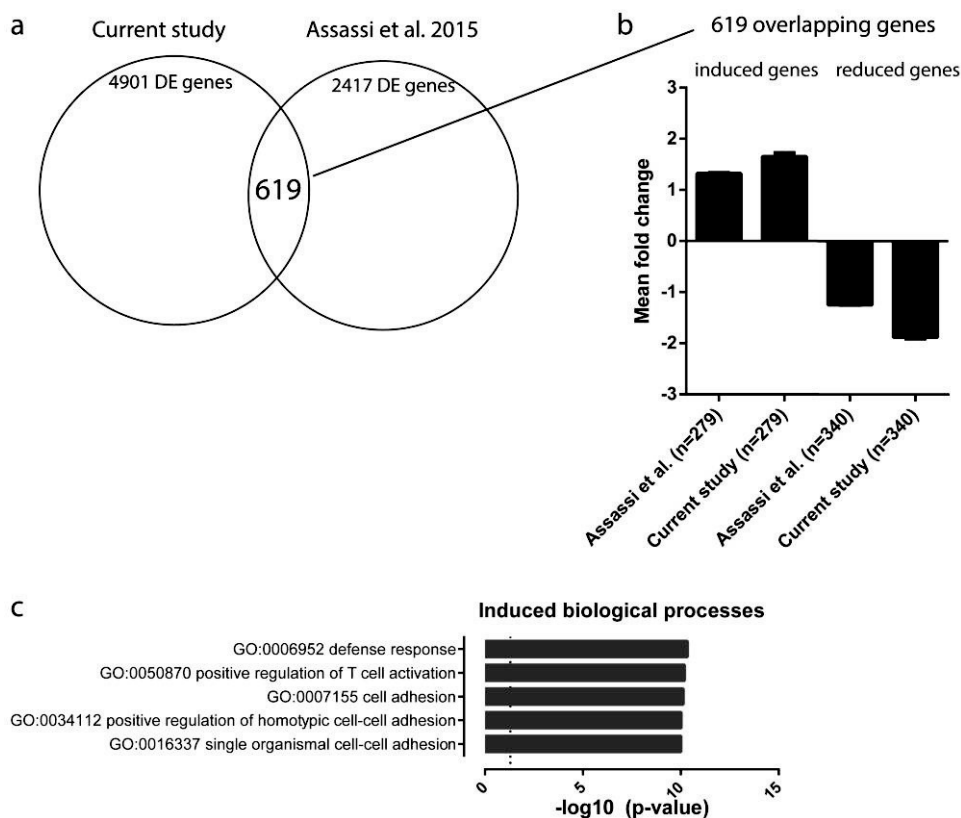 a
Current study
Assassi et al. 2015
4901 DE genes
2417 DE genes
619
b
619 overlapping genes
induced genes
reduced genes
Mean fold change
3
2
1
0
-1
-2
-3
Assassi et al. (n=279)
Current study (n=279)
Assassi et al. (n=340)
Current study (n=340)
c
Induced biological processes
GO:0006952 defense response
GO:0050870 positive regulation of T cell activation
GO:0007155 cell adhesion
GO:0034112 positive regulation of homotypic cell-cell adhesion
GO:0016337 single organismal cell-cell adhesion
0
5
10
15
-log10 (p-value)